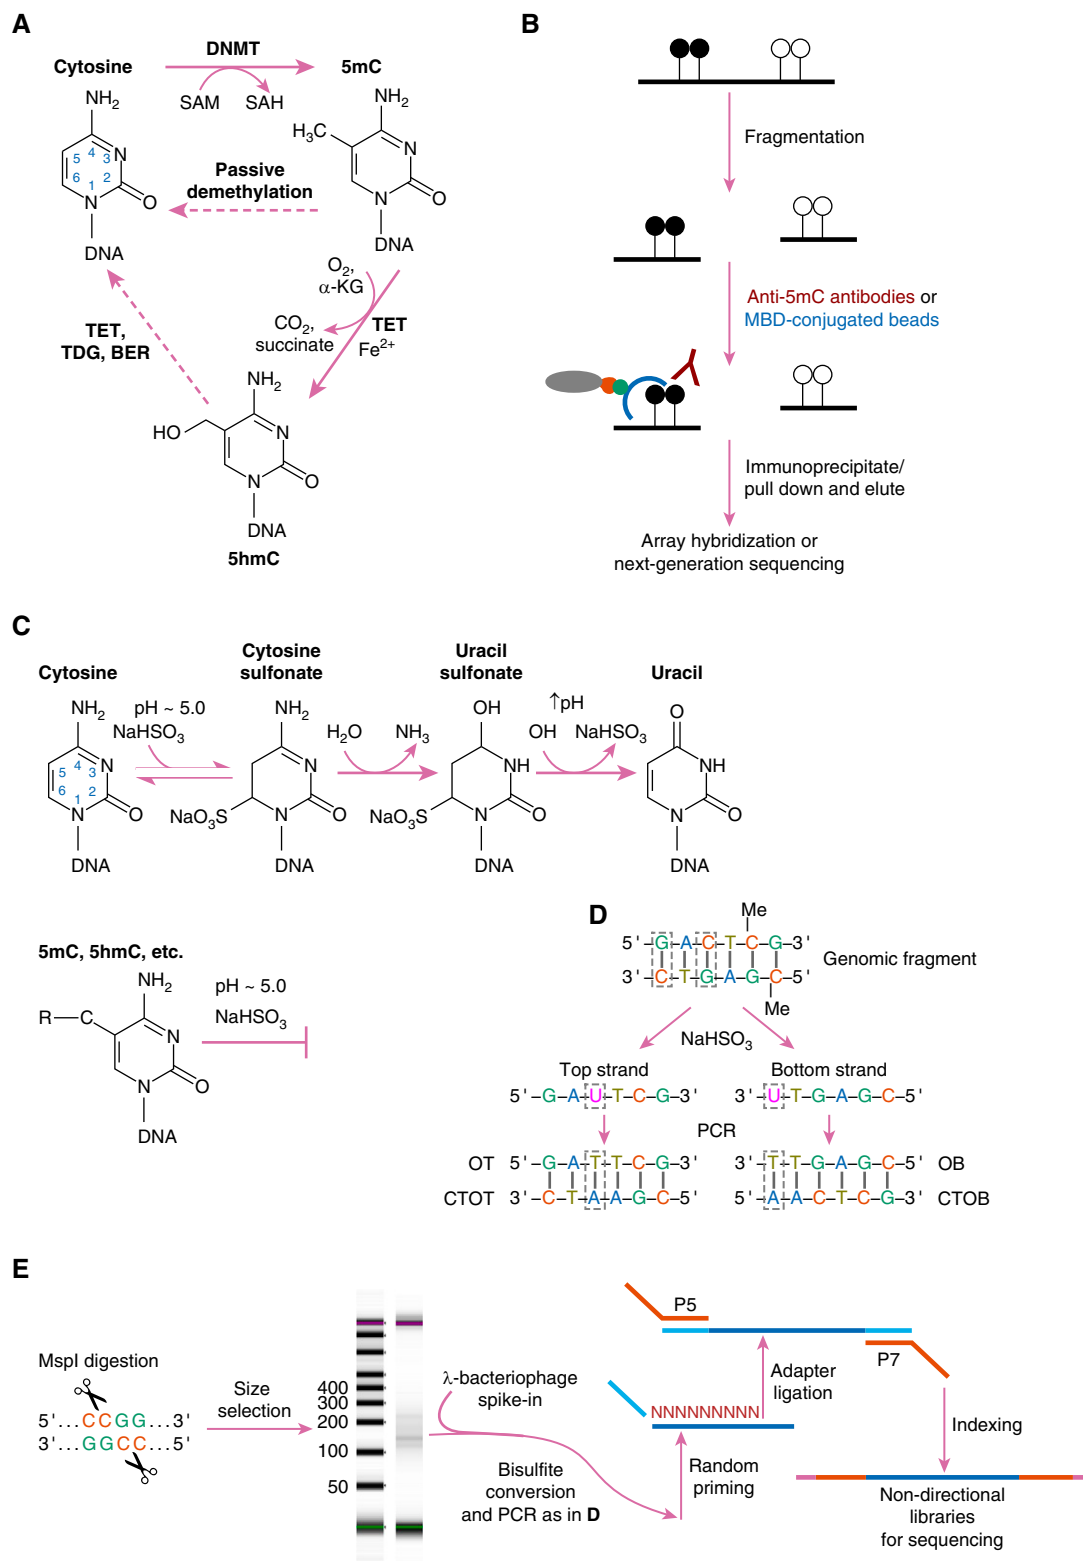 A
Cytosine
DNMT
5mC
SAM
SAH
NH2
5
4
3
N
6
1
2
N
O
DNA
Passive
demethylation
NH2
H3C
N
N
O
DNA
O2,
α-KG
CO2,
succinate
TET
Fe2+
TET,
TDG, BER
NH2
HO
N
N
O
DNA
5hmC
B
Fragmentation
Anti-5mC antibodies or
MBD-conjugated beads
Immunoprecipitate/
pull down and elute
Array hybridization or
next-generation sequencing
C
Cytosine
Cytosine
sulfonate
Uracil
sulfonate
Uracil
NH2
5
4
3
N
6
1
2
N
O
DNA
pH ~ 5.0
NaHSO3
NH2
N
NaO3S
N
O
DNA
H2O
NH3
OH
NH
NaO3S
N
O
DNA
↑pH
OH
NaHSO3
O
NH
N
O
DNA
5mC, 5hmC, etc.
NH2
R
C
N
N
O
DNA
pH ~ 5.0
NaHSO3
D
Me
5'–G–A–C–T–C–G–3'
3'–C–T–G–A–G–C–5'
Me
Genomic fragment
NaHSO3
Top strand
Bottom strand
5'–G–A–U–T–C–G–3'
3'–U–T–G–A–G–C–5'
PCR
OT 5'–G–A–T–T–C–G–3'
CTOT 3'–C–T–A–A–G–C–5'
3'–T–T–G–A–G–C–5' OB
5'–A–A–C–T–C–G–3' CTOB
E
MspI digestion
5'...CCGG...3'
3'...GGCC...5'
Size
selection
400
300
200
100
50
λ-bacteriophage
spike-in
Bisulfite
conversion
and PCR as in D
Random
priming
NNNNNNNNNN
Adapter
ligation
P5
P7
Indexing
Non-directional
libraries
for sequencing